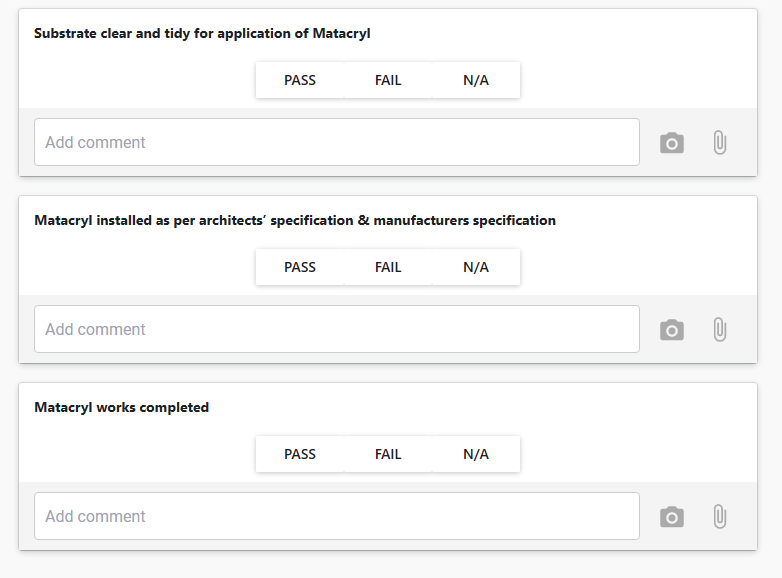 Substrate clear and tidy for application of Matacryl
PASS FAIL N/A
Add comment
Matacryl installed as per architects’ specification & manufacturers specification
PASS FAIL N/A
Add comment
Matacryl works completed
PASS FAIL N/A
Add comment